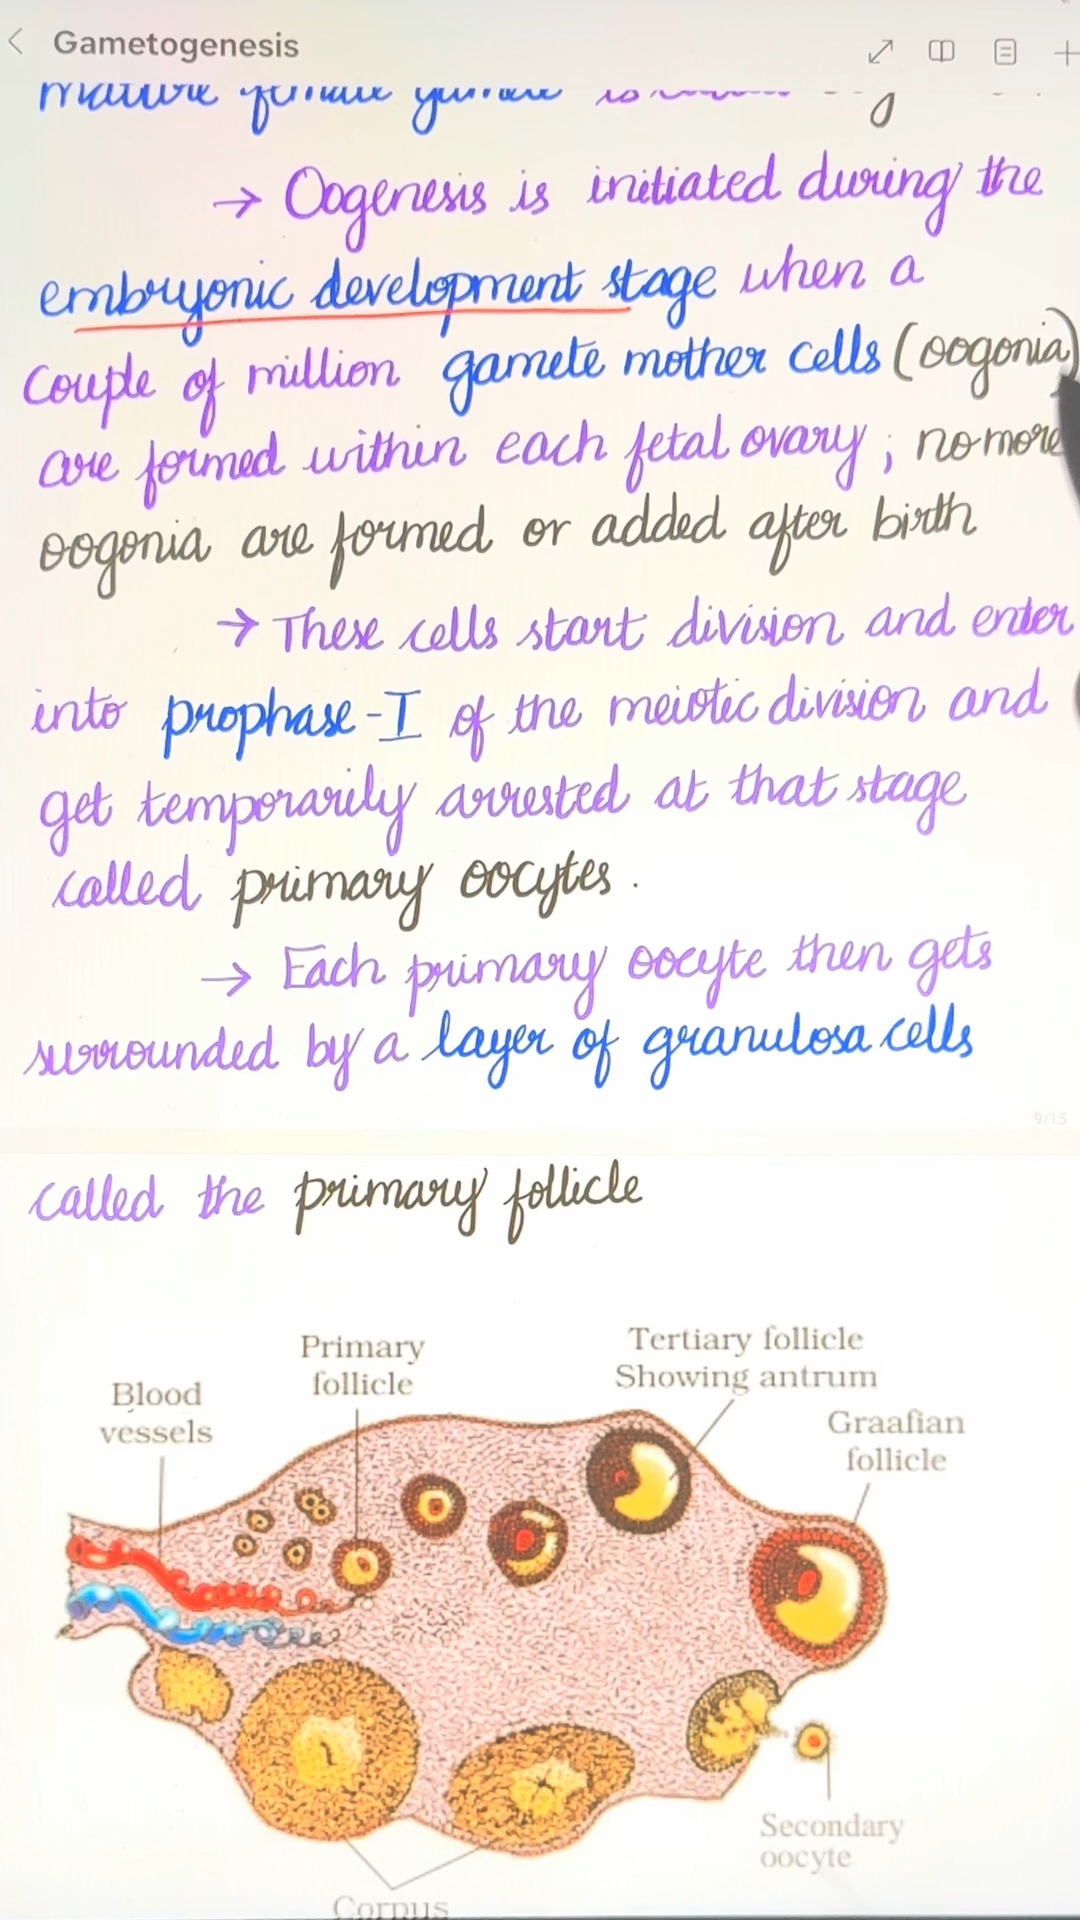 Gametogenesis
→ Oogenesis is initiated during the
embryonic development stage when a
couple of million gamete mother cells (oogonia)
are formed within each fetal ovary; no more
oogonia are formed or added after birth
→ These cells start division and enter
into prophase-I of the meiotic division and
get temporarily arrested at that stage
called primary oocytes.
→ Each primary oocyte then gets
surrounded by a layer of granulosa cells
9/15
called the primary follicle
Primary
follicle
Tertiary follicle
Showing antrum
Blood
vessels
Graafian
follicle
Secondary
oocyte
Corpus